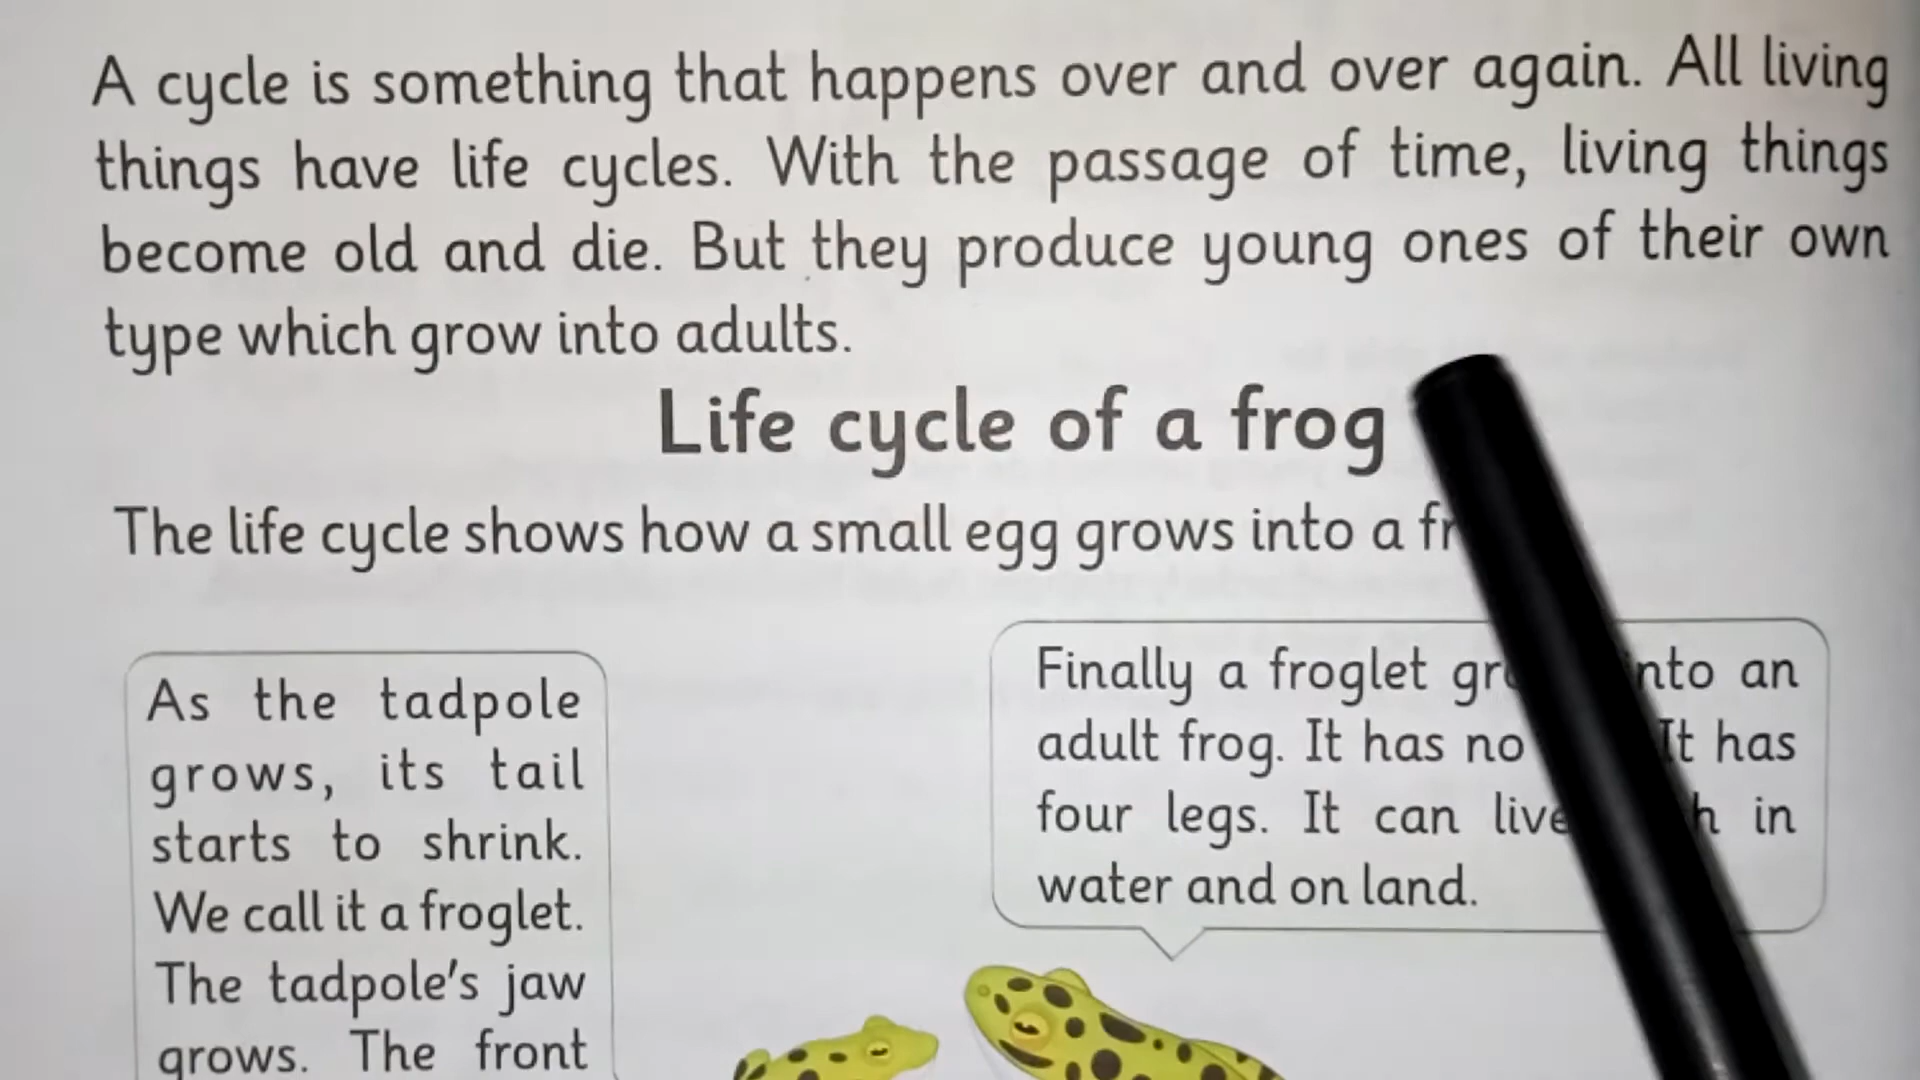 A cycle is something that happens over and over again. All living
things have life cycles. With the passage of time, living things
become old and die. But they produce young ones of their own
type which grow into adults.
Life cycle of a frog
The life cycle shows how a small egg grows into a
As the tadpole
grows, its tail
starts to shrink.
We call it a froglet.
The tadpole's jaw
grows. The front
Finally a froglet an
adult frog. It has no It has
four legs. It can in
water and on land.